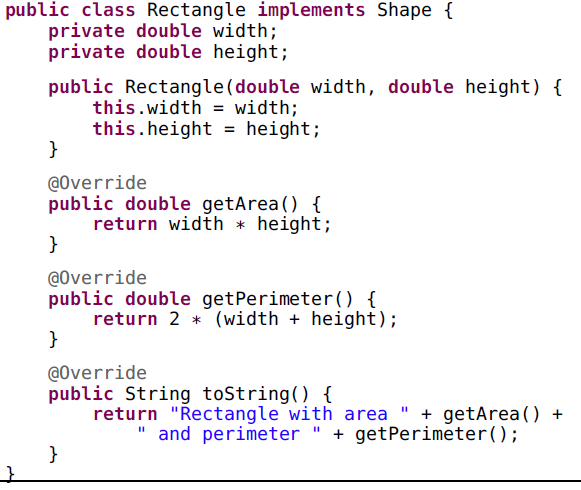 public class Rectangle implements Shape {
    private double width;
    private double height;

    public Rectangle(double width, double height) {
        this.width = width;
        this.height = height;
    }

    @Override
    public double getArea() {
        return width * height;
    }

    @Override
    public double getPerimeter() {
        return 2 * (width + height);
    }

    @Override
    public String toString() {
        return "Rectangle with area " + getArea() +
            " and perimeter " + getPerimeter();
    }
}